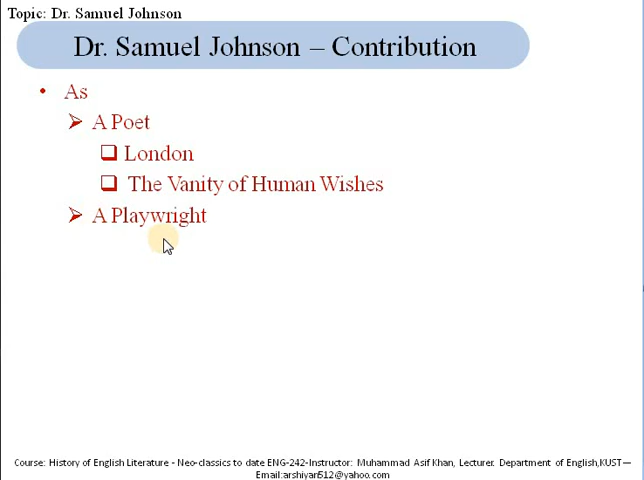 Topic: Dr. Samuel Johnson
Dr. Samuel Johnson – Contribution
• As
➢ A Poet
❑ London
❑ The Vanity of Human Wishes
➢ A Playwright
Course: History of English Literature - Neo-classics to date ENG-242-Instructor: Muhammad Asif Khan, Lecturer. Department of English,KUST—
Email:arshiyan512@yahoo.com